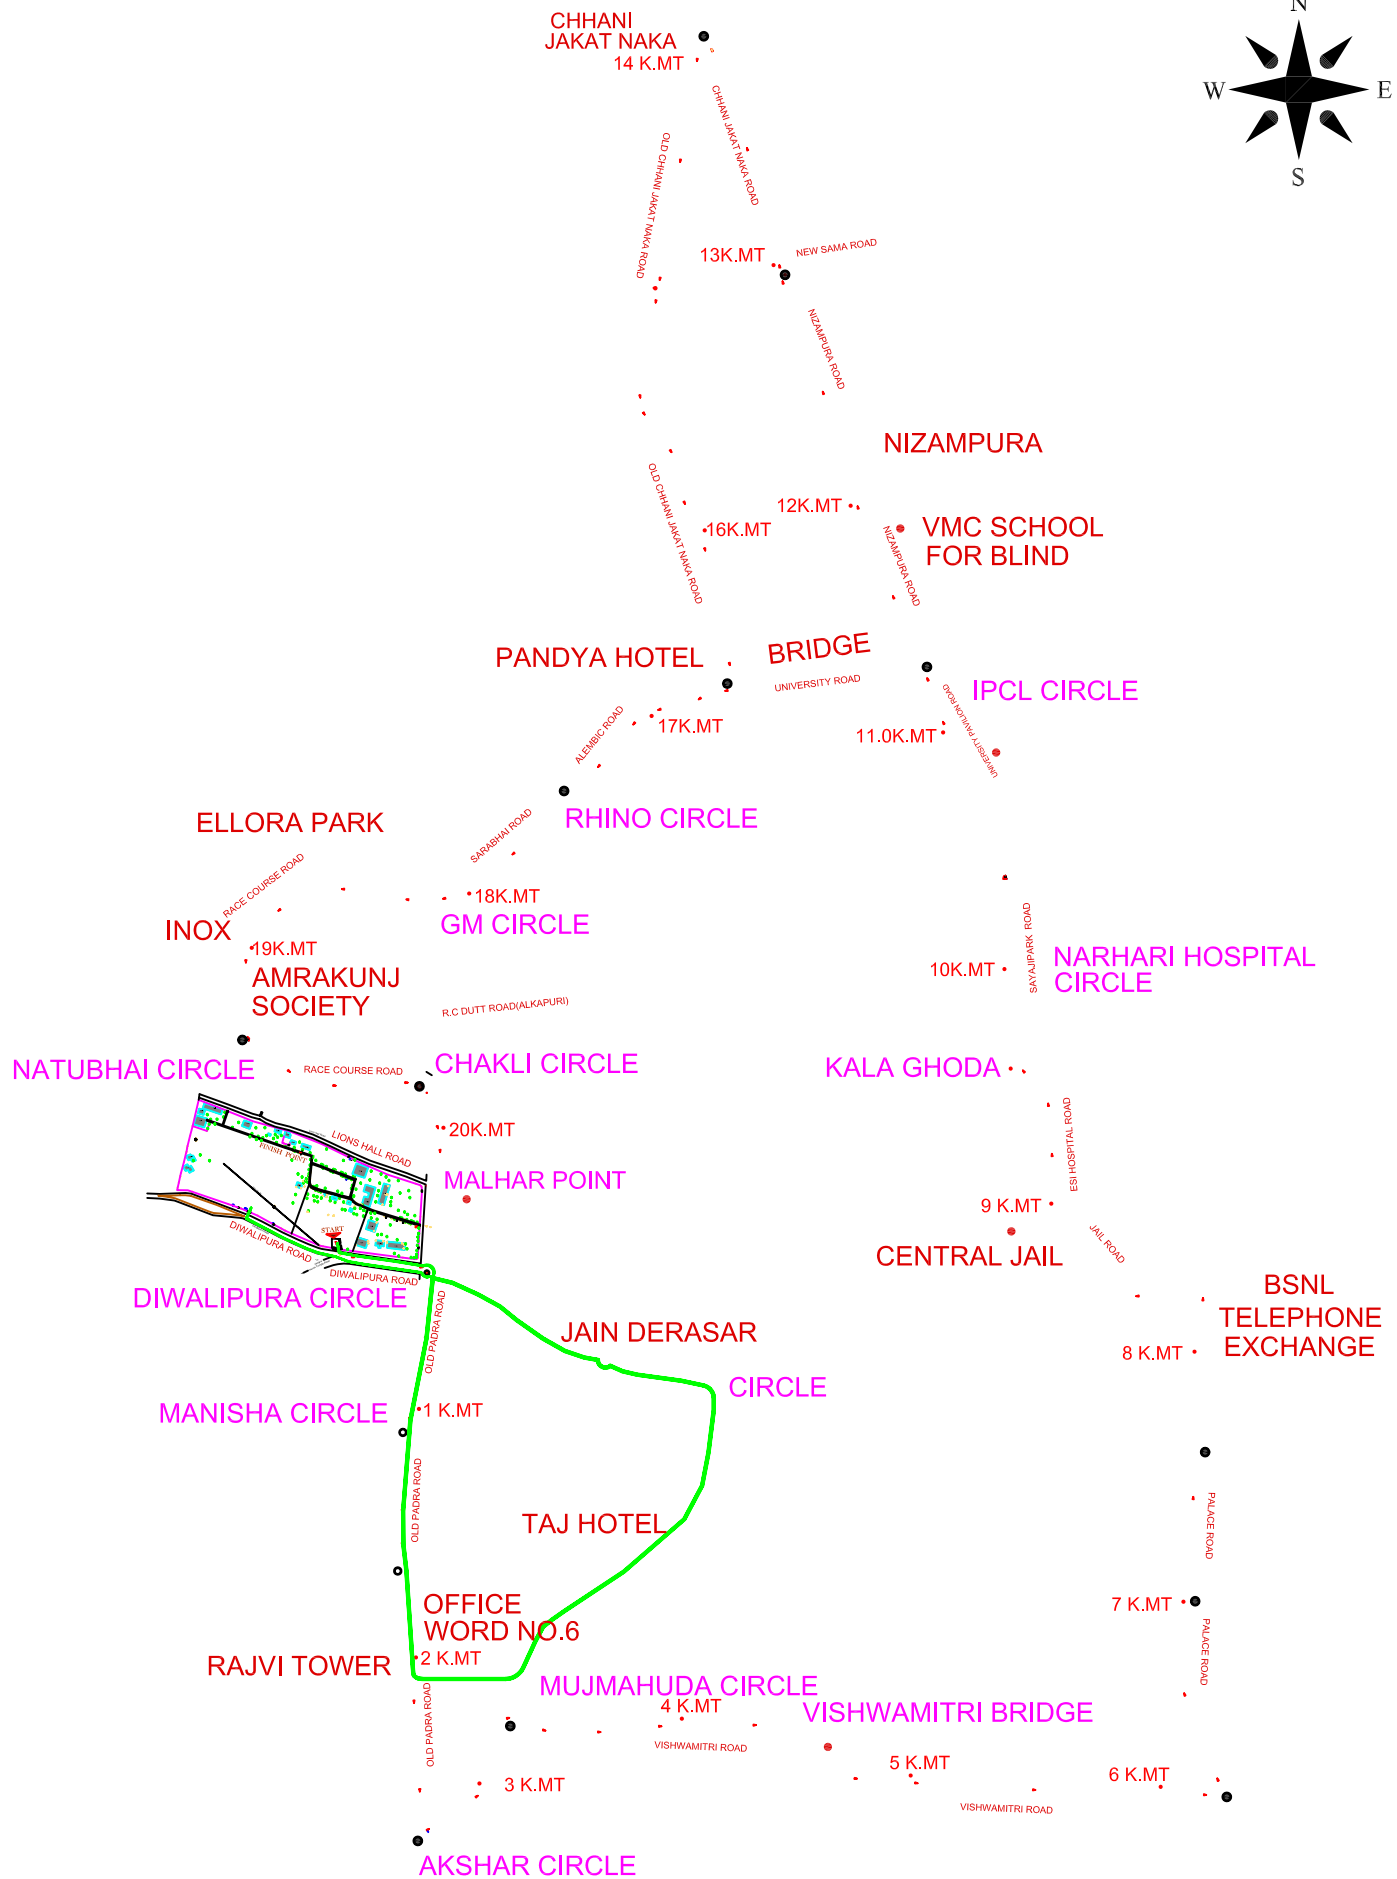 N
W
E
S
CHHANI
JAKAT NAKA
14 K.MT
CHHANI JAKAT NAKA ROAD
OLD CHHANI JAKAT NAKA ROAD
13K.MT
NEW SAMA ROAD
NIZAMPURA ROAD
NIZAMPURA
OLD CHHANI JAKAT NAKA ROAD
16K.MT
12K.MT
VMC SCHOOL
FOR BLIND
NIZAMPURA ROAD
PANDYA HOTEL
BRIDGE
UNIVERSITY ROAD
IPCL CIRCLE
UNIVERSITY PAVILION ROAD
ALEMBIC ROAD
17K.MT
11.0K.MT
RHINO CIRCLE
ELLORA PARK
SARABHAI ROAD
RACE COURSE ROAD
18K.MT
GM CIRCLE
INOX
19K.MT
AMRAKUNJ
SOCIETY
R.C DUTT ROAD(ALKAPURI)
10K.MT
SAYAJIPARK ROAD
NARHARI HOSPITAL
CIRCLE
NATUBHAI CIRCLE
RACE COURSE ROAD
CHAKLI CIRCLE
KALA GHODA
ESH HOSPITAL ROAD
20K.MT
LIONS HALL ROAD
FINISH POINT
MALHAR POINT
9 K.MT
START
DIWALIPURA ROAD
DIWALIPURA ROAD
CENTRAL JAIL
JAIL ROAD
DIWALIPURA CIRCLE
OLD PADRA ROAD
JAIN DERASAR
BSNL
TELEPHONE
EXCHANGE
8 K.MT
CIRCLE
MANISHA CIRCLE
1 K.MT
OLD PADRA ROAD
TAJ HOTEL
PALACE ROAD
OFFICE
WORD NO.6
7 K.MT
PALACE ROAD
RAJVI TOWER
2 K.MT
OLD PADRA ROAD
MUJMAHUDA CIRCLE
4 K.MT
VISHWAMITRI BRIDGE
VISHWAMITRI ROAD
3 K.MT
5 K.MT
6 K.MT
VISHWAMITRI ROAD
AKSHAR CIRCLE